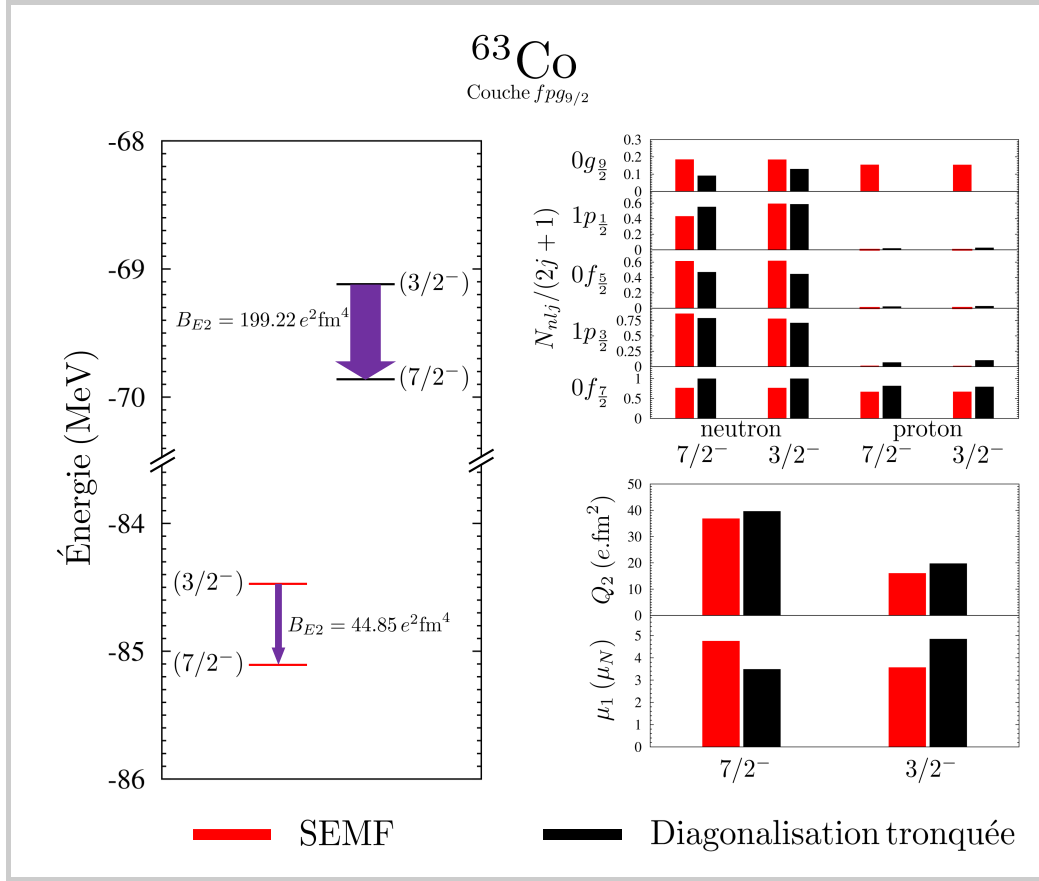 ⁶³Co
Couche fpg₉/₂
Énergie (MeV)
-68
-69
-70
-84
-85
-86
(3/2⁻)
B_E2 = 199.22 e²fm⁴
(7/2⁻)
(3/2⁻)
B_E2 = 44.85 e²fm⁴
(7/2⁻)
N_nlj/(2j + 1)
0g_9/2
0.3
0.2
0.1
0
1p_1/2
0.6
0.4
0.2
0
0f_5/2
0.6
0.4
0.2
0
1p_3/2
0.75
0.5
0.25
0
0f_7/2
1
0.5
0
neutron proton
7/2⁻ 3/2⁻ 7/2⁻ 3/2⁻
Q₂ (e.fm²)
50
40
30
20
10
0
μ₁ (μ_N)
5
4
3
2
1
0
7/2⁻ 3/2⁻
SEMF Diagonalisation tronquée